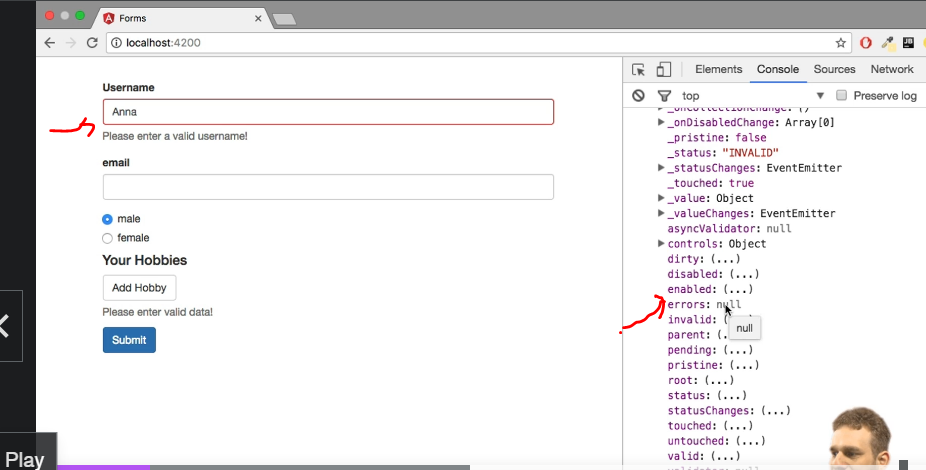 Forms
localhost:4200
Elements Console Sources Network
top Preserve log
Username
Anna
Please enter a valid username!
email
male
female
Your Hobbies
Add Hobby
Please enter valid data!
Submit
_onCollectionChange: ()
_onDisabledChange: Array[0]
_pristine: false
_status: "INVALID"
_statusChanges: EventEmitter
_touched: true
_value: Object
_valueChanges: EventEmitter
asyncValidator: null
controls: Object
dirty: (...)
disabled: (...)
enabled: (...)
errors: null
invalid: (
null
parent: (..
pending: (...)
pristine: (...)
root: (...)
status: (...)
statusChanges: (...)
touched: (...)
untouched: (...)
valid: (...)
validator: null
Play